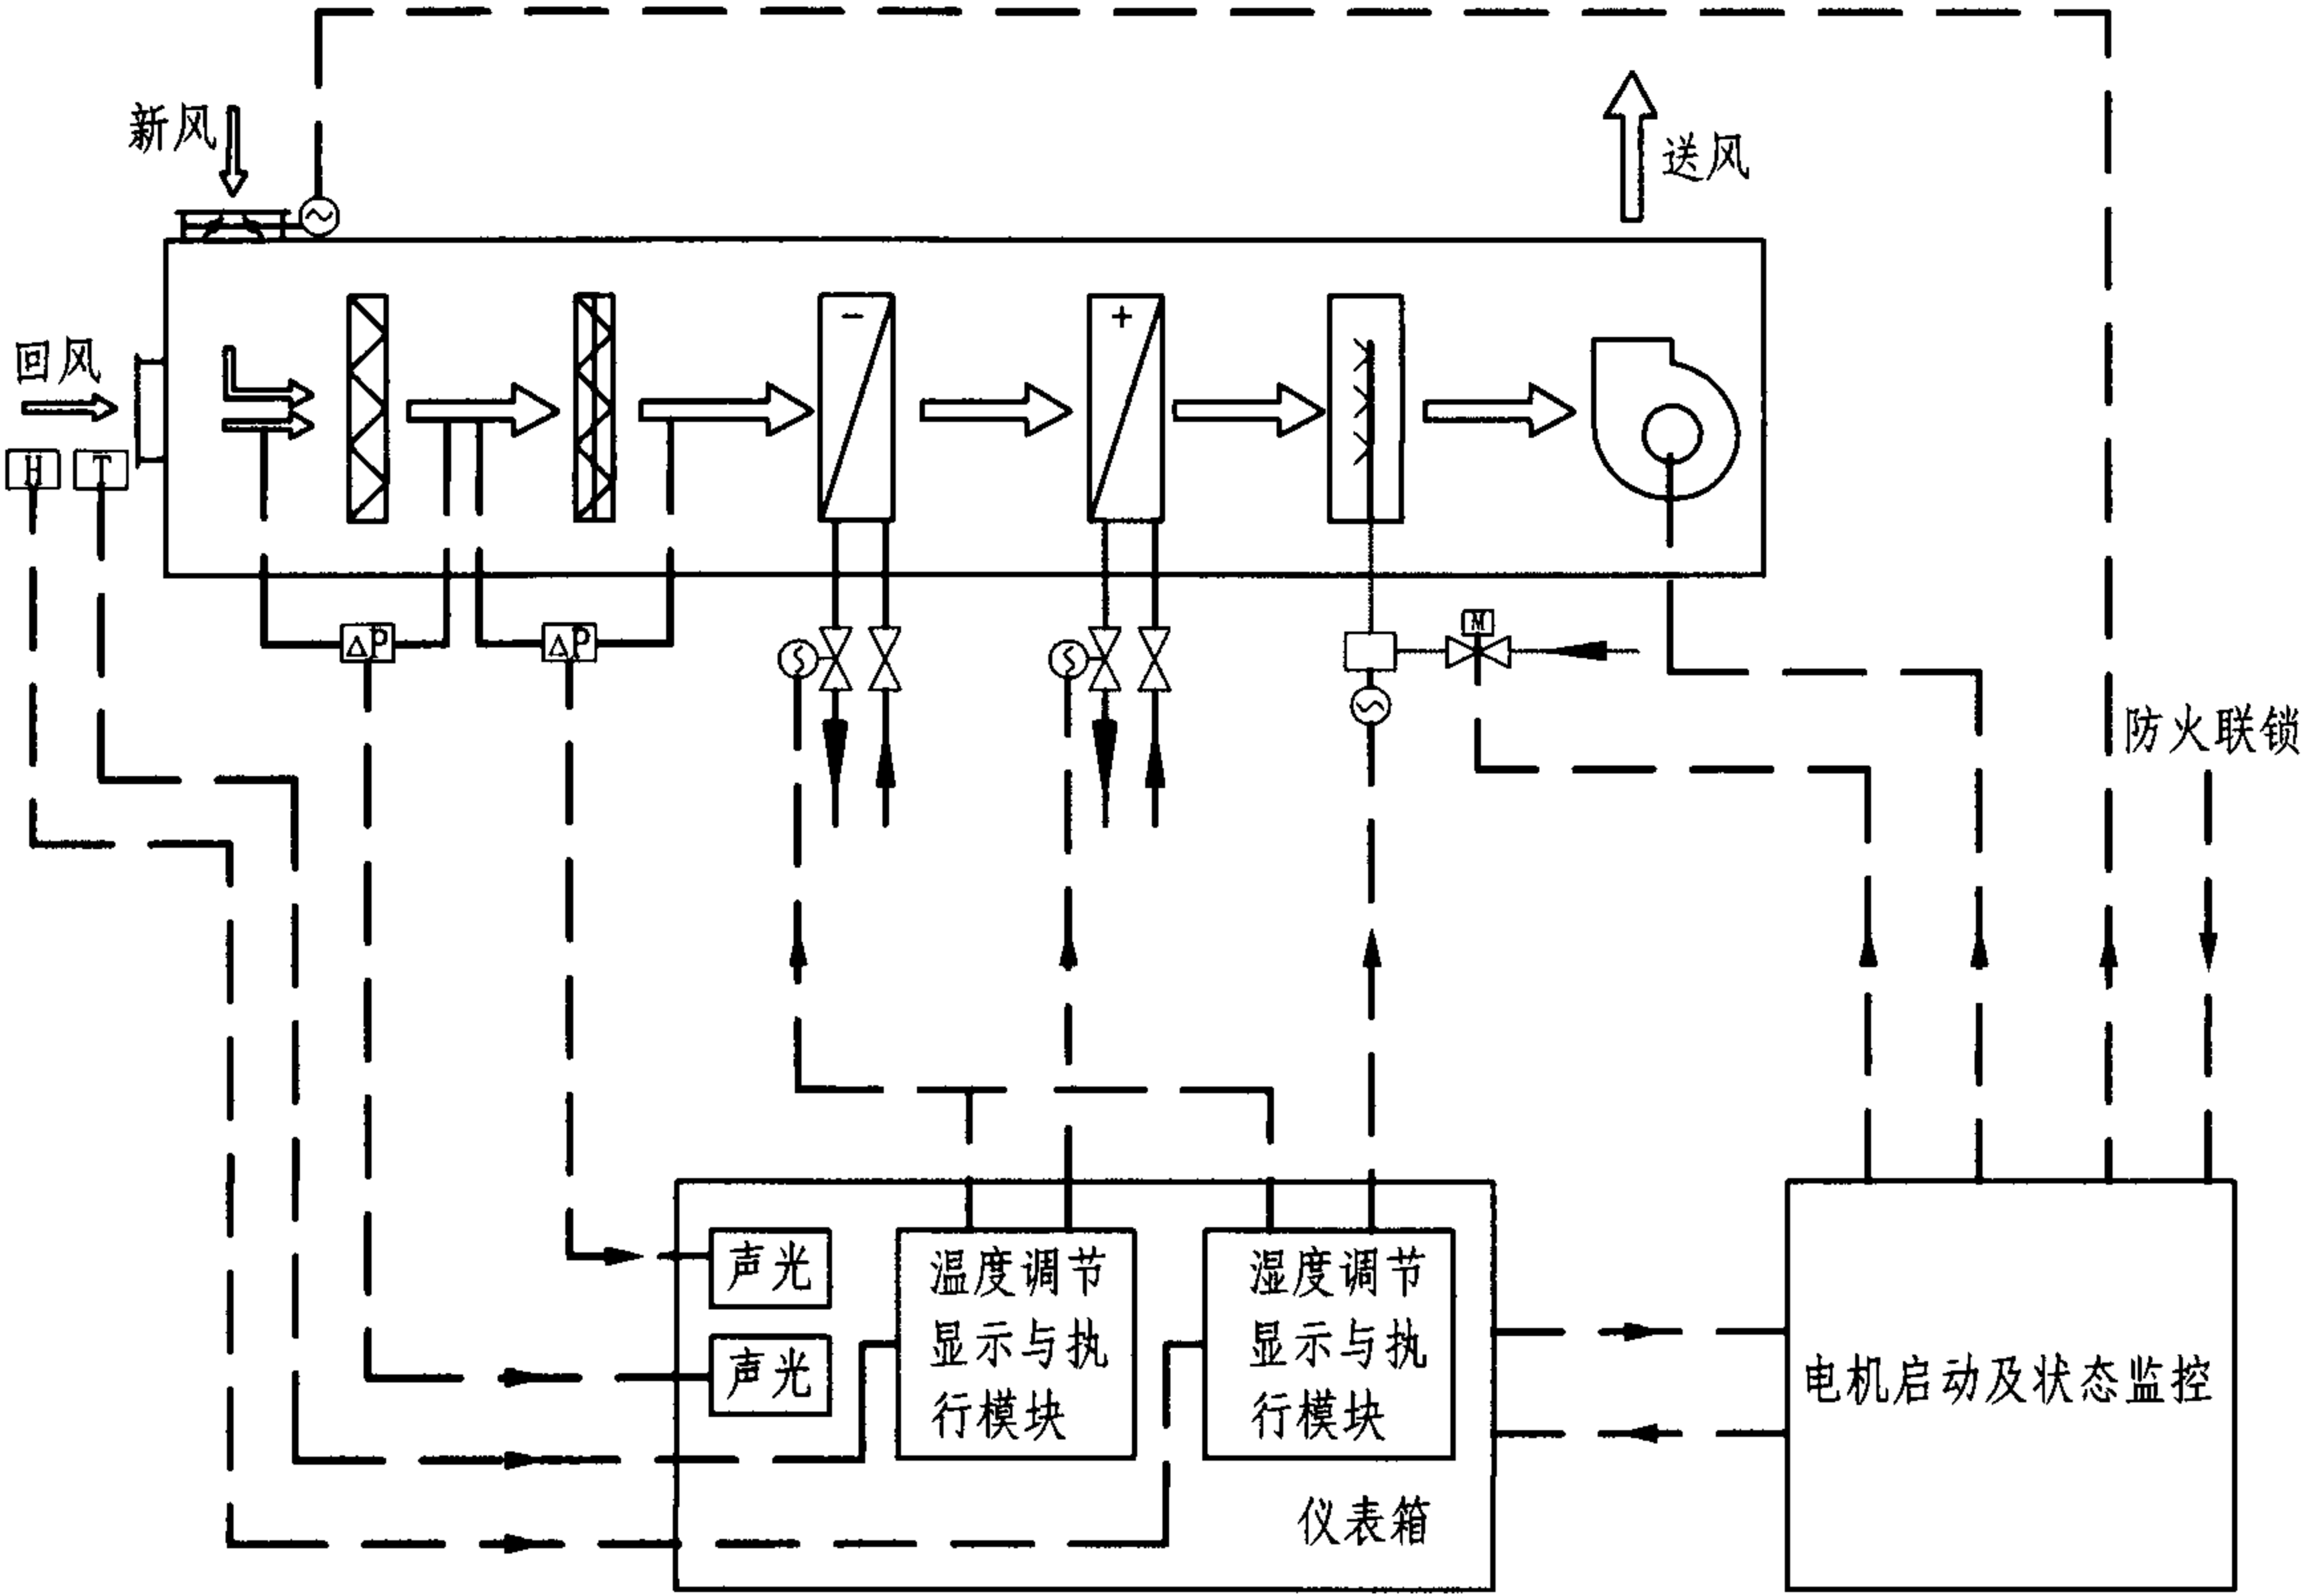 新风
送风
回风
H
T
−
+
ΔP
ΔP
M
防火联锁
声光
声光
温度调节
显示与执
行模块
湿度调节
显示与执
行模块
仪表箱
电机启动及状态监控